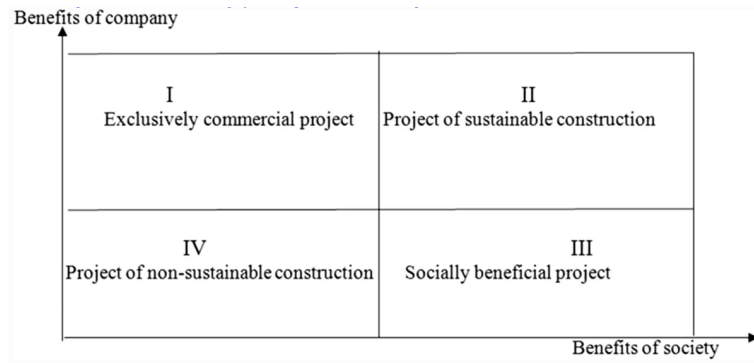 Benefits of company
I
Exclusively commercial project
II
Project of sustainable construction
IV
Project of non-sustainable construction
III
Socially beneficial project
Benefits of society